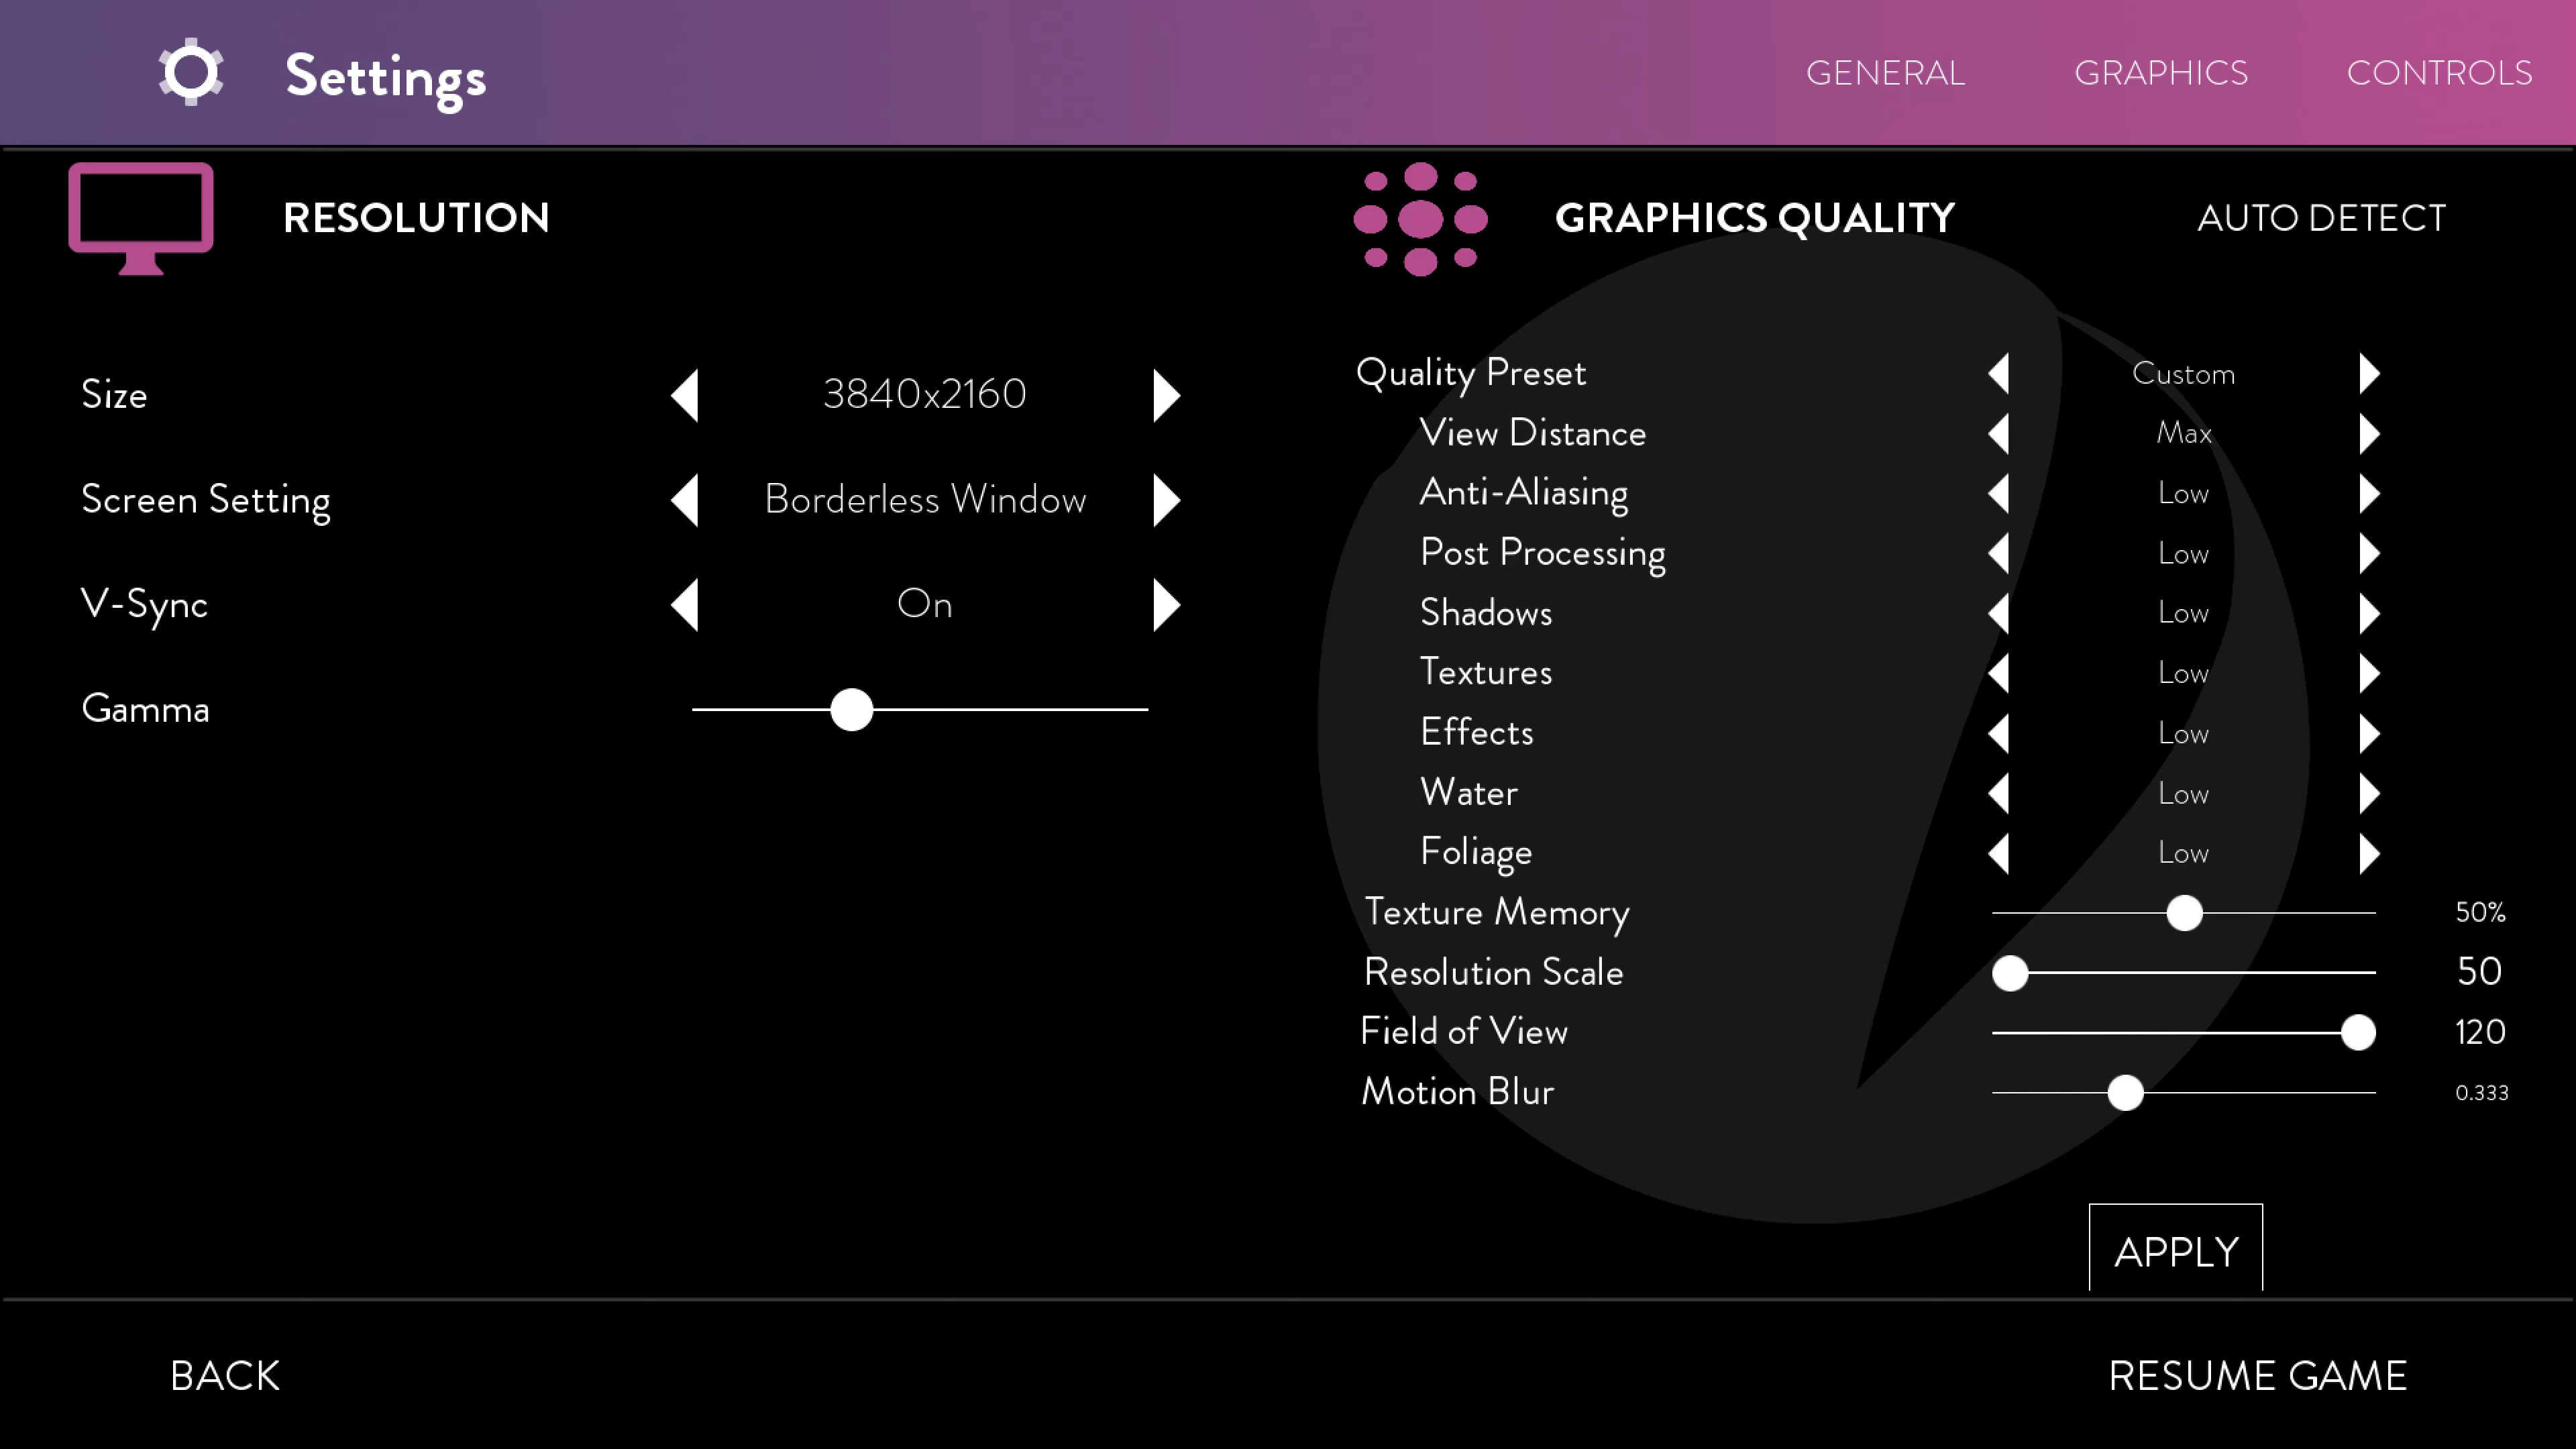 Settings
GENERAL GRAPHICS CONTROLS
RESOLUTION
Size 3840x2160
Screen Setting Borderless Window
V-Sync On
Gamma
GRAPHICS QUALITY AUTO DETECT
Quality Preset Custom
View Distance Max
Anti-Aliasing Low
Post Processing Low
Shadows Low
Textures Low
Effects Low
Water Low
Foliage Low
Texture Memory 50%
Resolution Scale 50
Field of View 120
Motion Blur 0.333
APPLY
BACK RESUME GAME